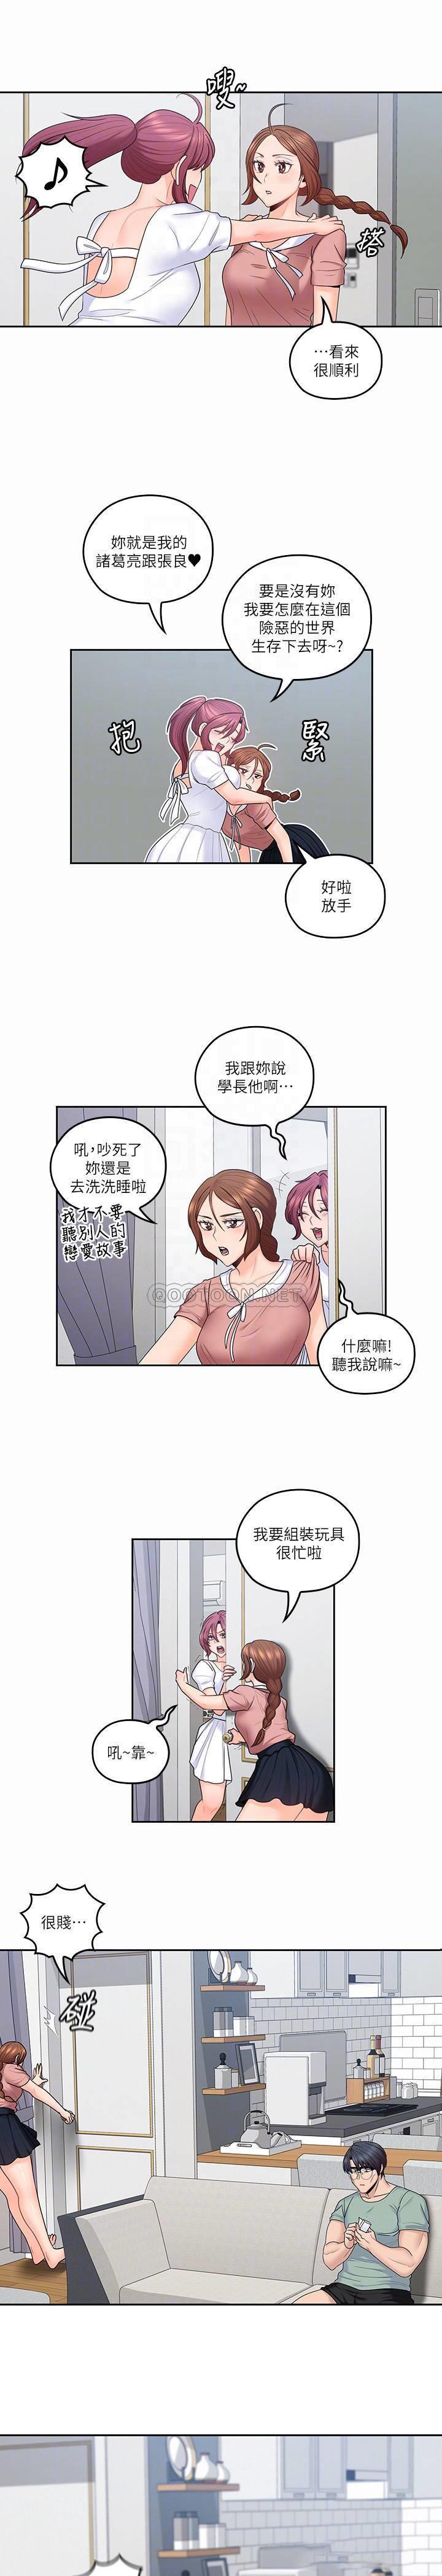 嗖~
♪
搭
…看來
很順利
妳就是我的
諸葛亮跟張良♥
要是沒有妳
我要怎麼在這個
險惡的世界
生存下去呀~?
抱
緊
好啦
放手
我跟妳說
學長他啊…
吼,吵死了
妳還是
去洗洗睡啦
我才不要
聽別人的
戀愛故事
QOOTOON.NET
什麼嘛!
聽我說嘛~
我要組裝玩具
很忙啦
吼~靠~
很賤…
碰